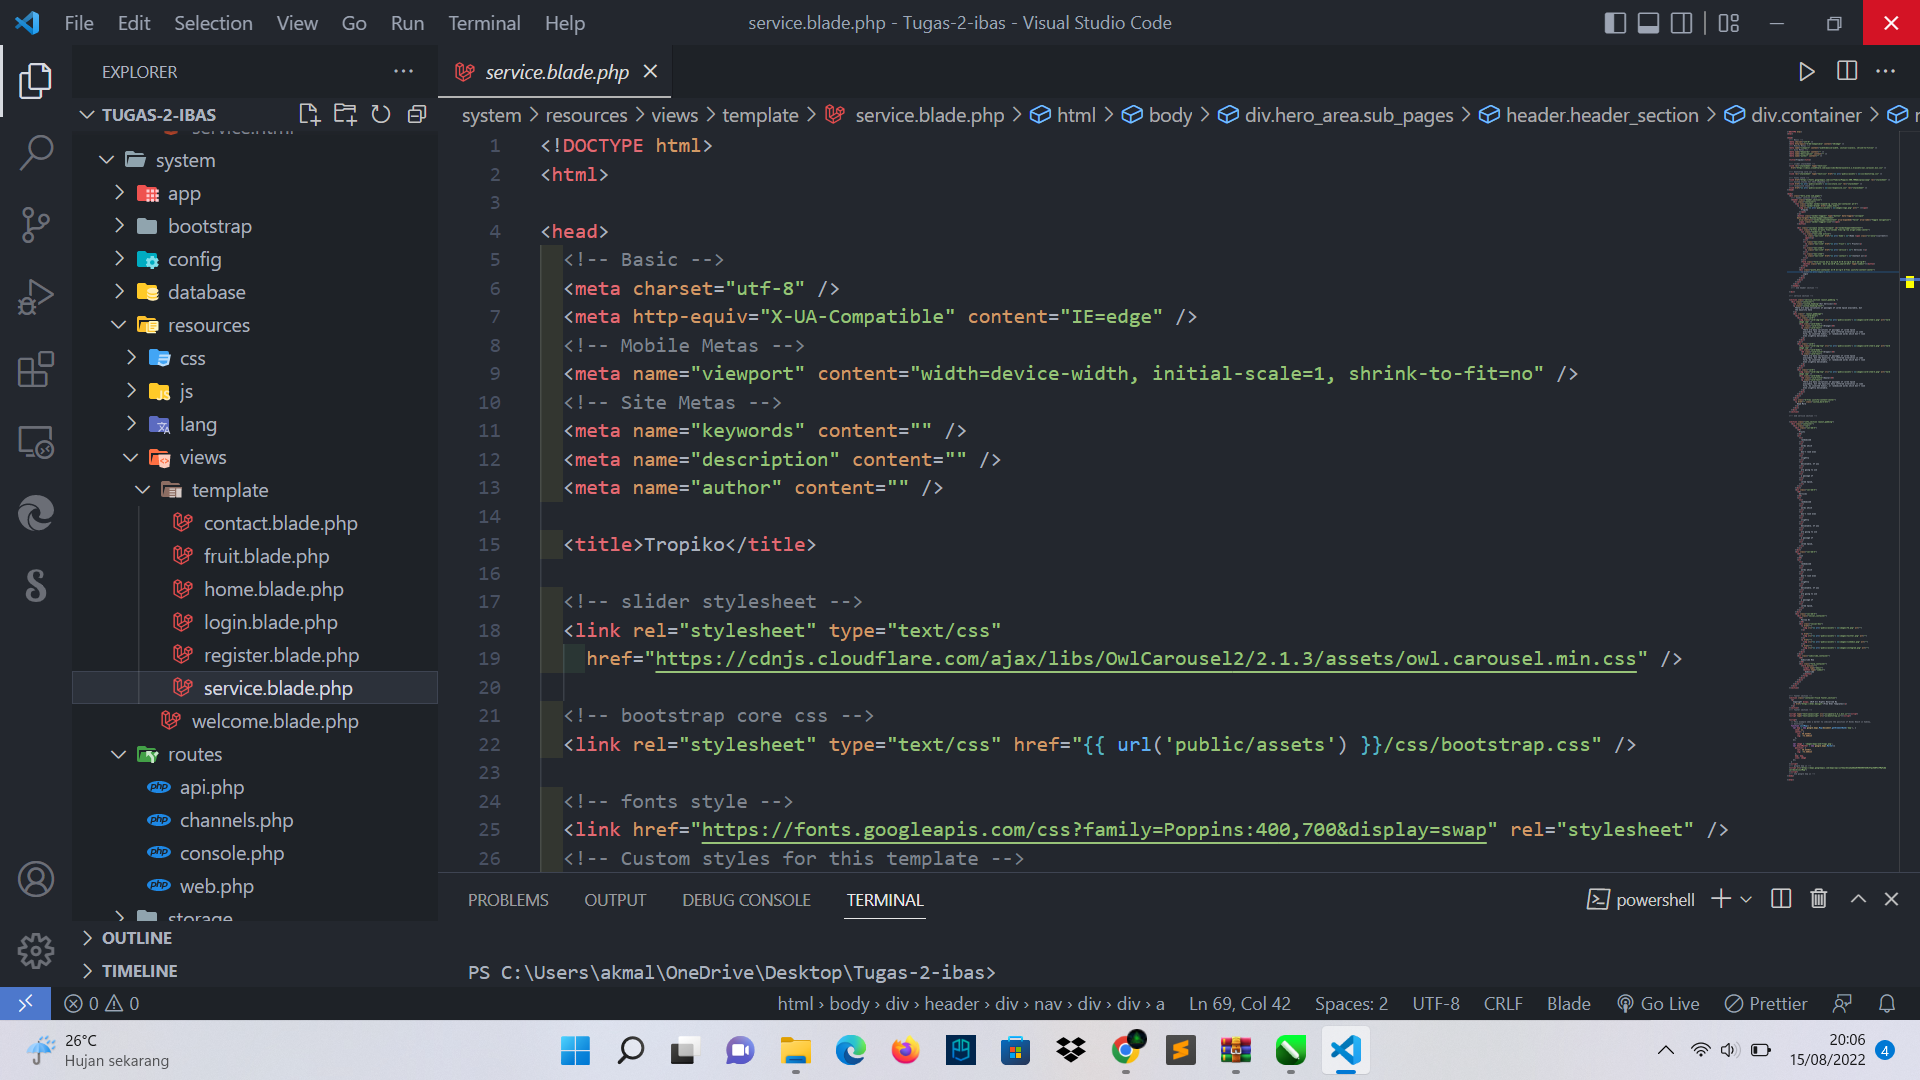 File Edit Selection View Go Run Terminal Help
service.blade.php - Tugas-2-ibas - Visual Studio Code
EXPLORER
service.blade.php
TUGAS-2-IBAS
service.html
system
app
bootstrap
config
database
resources
css
js
lang
views
template
contact.blade.php
fruit.blade.php
home.blade.php
login.blade.php
register.blade.php
service.blade.php
welcome.blade.php
routes
api.php
channels.php
console.php
web.php
storage
OUTLINE
TIMELINE
system > resources > views > template > service.blade.php > html > body > div.hero_area.sub_pages > header.header_section > div.container >
1 <!DOCTYPE html>
2 <html>
3
4 <head>
5 <!-- Basic -->
6 <meta charset="utf-8" />
7 <meta http-equiv="X-UA-Compatible" content="IE=edge" />
8 <!-- Mobile Metas -->
9 <meta name="viewport" content="width=device-width, initial-scale=1, shrink-to-fit=no" />
10 <!-- Site Metas -->
11 <meta name="keywords" content="" />
12 <meta name="description" content="" />
13 <meta name="author" content="" />
14
15 <title>Tropiko</title>
16
17 <!-- slider stylesheet -->
18 <link rel="stylesheet" type="text/css"
19 href="https://cdnjs.cloudflare.com/ajax/libs/OwlCarousel2/2.1.3/assets/owl.carousel.min.css" />
20
21 <!-- bootstrap core css -->
22 <link rel="stylesheet" type="text/css" href="{{ url('public/assets') }}/css/bootstrap.css" />
23
24 <!-- fonts style -->
25 <link href="https://fonts.googleapis.com/css?family=Poppins:400,700&display=swap" rel="stylesheet" />
26 <!-- Custom styles for this template -->
PROBLEMS OUTPUT DEBUG CONSOLE TERMINAL
powershell
PS C:\Users\akmal\OneDrive\Desktop\Tugas-2-ibas>
0 0
html › body › div › header › div › nav › div › div › a Ln 69, Col 42 Spaces: 2 UTF-8 CRLF Blade Go Live Prettier
26°C
Hujan sekarang
20:06
15/08/2022
4